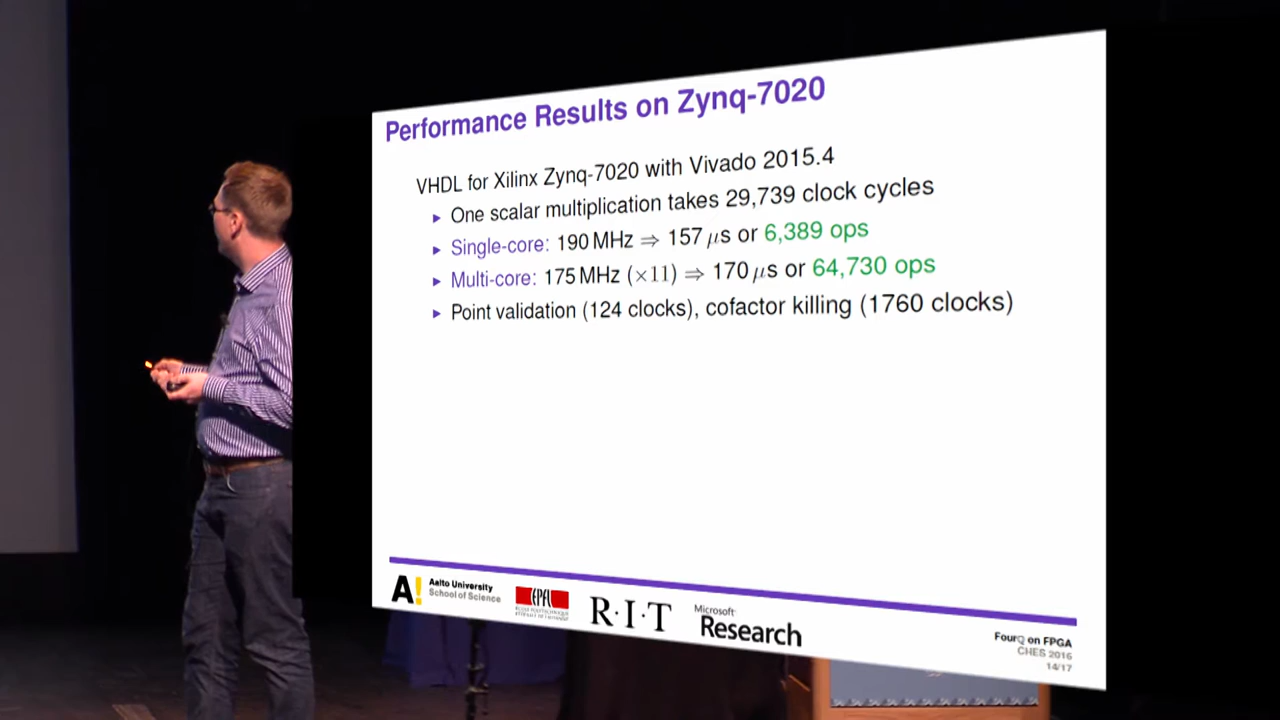 Performance Results on Zynq-7020
VHDL for Xilinx Zynq-7020 with Vivado 2015.4
▸ One scalar multiplication takes 29,739 clock cycles
▸ Single-core: 190 MHz ⇒ 157 μs or 6,389 ops
▸ Multi-core: 175 MHz (×11) ⇒ 170 μs or 64,730 ops
▸ Point validation (124 clocks), cofactor killing (1760 clocks)
A!
Aalto University
School of Science
EPFL
R·I·T
Microsoft
Research
FourQ on FPGA
CHES 2016
14/17